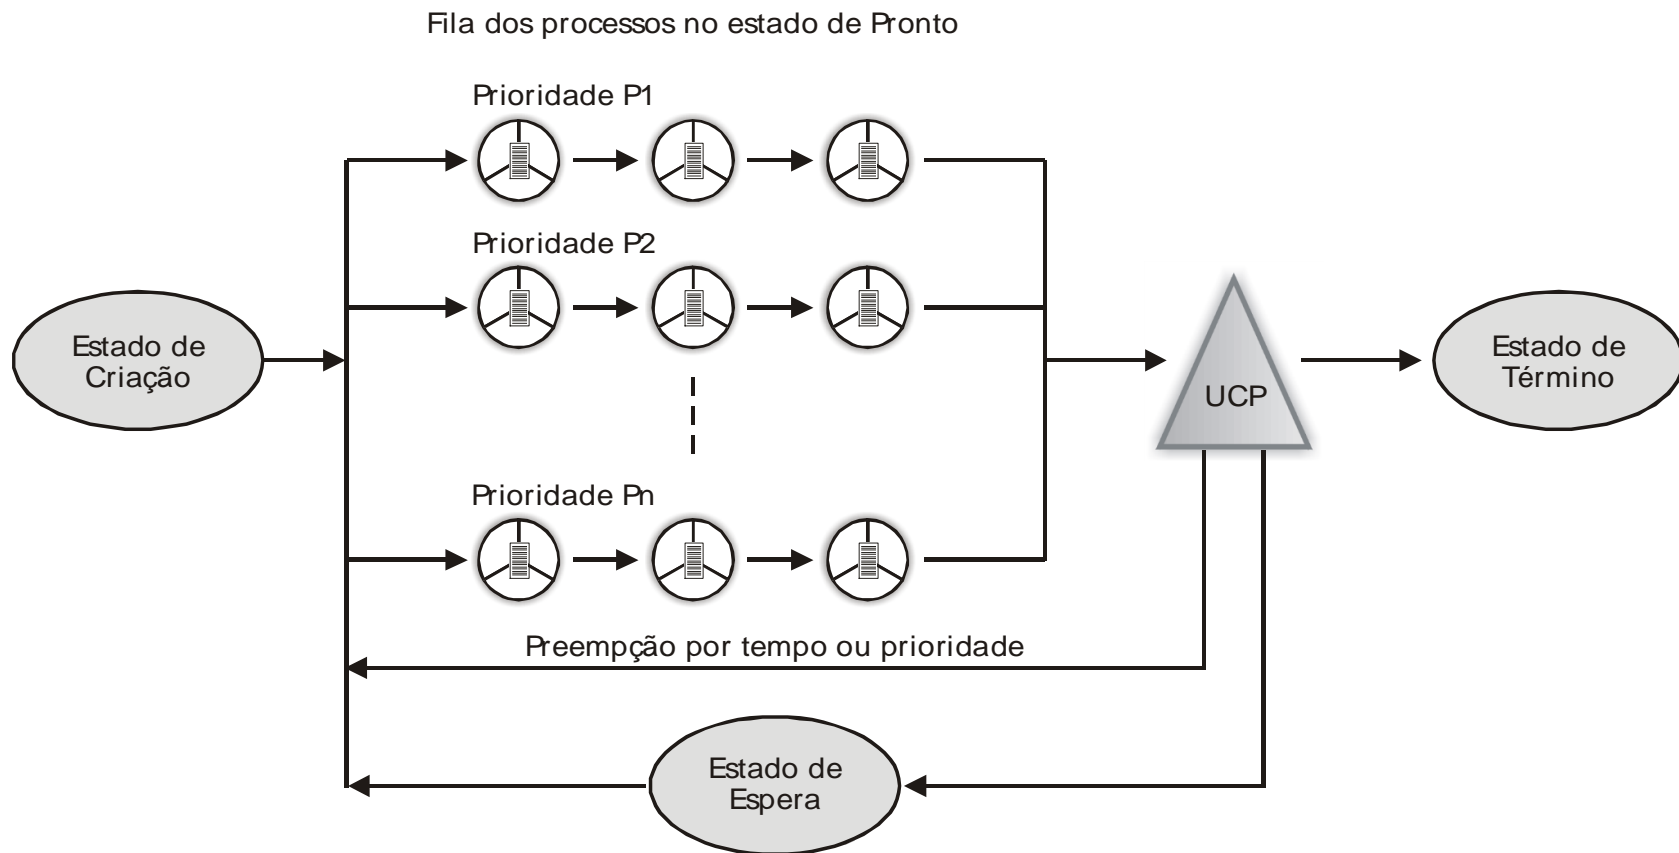 Fila dos processos no estado de Pronto
Prioridade P1
Prioridade P2
Estado de
Criação
UCP
Estado de
Término
Prioridade Pn
Preempção por tempo ou prioridade
Estado de
Espera